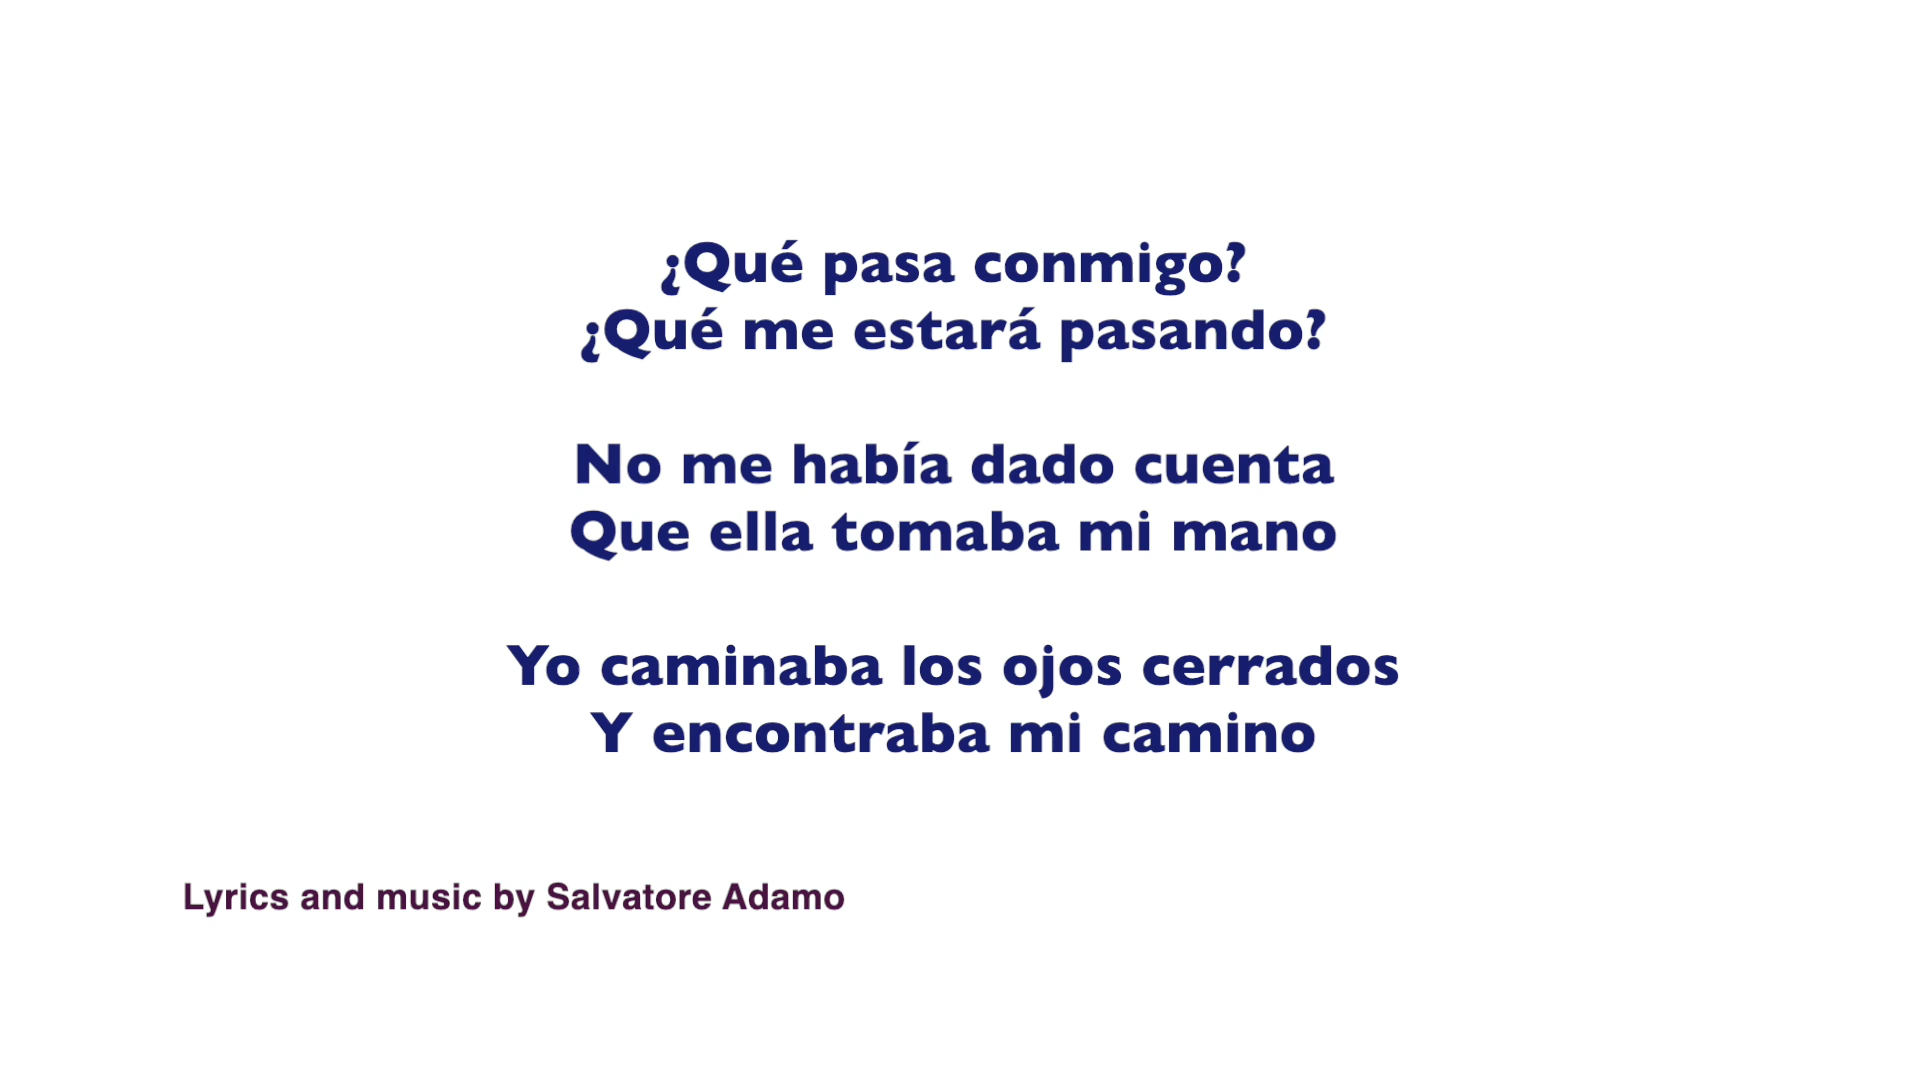 ¿Qué pasa conmigo?
¿Qué me estará pasando?
No me había dado cuenta
Que ella tomaba mi mano
Yo caminaba los ojos cerrados
Y encontraba mi camino
Lyrics and music by Salvatore Adamo